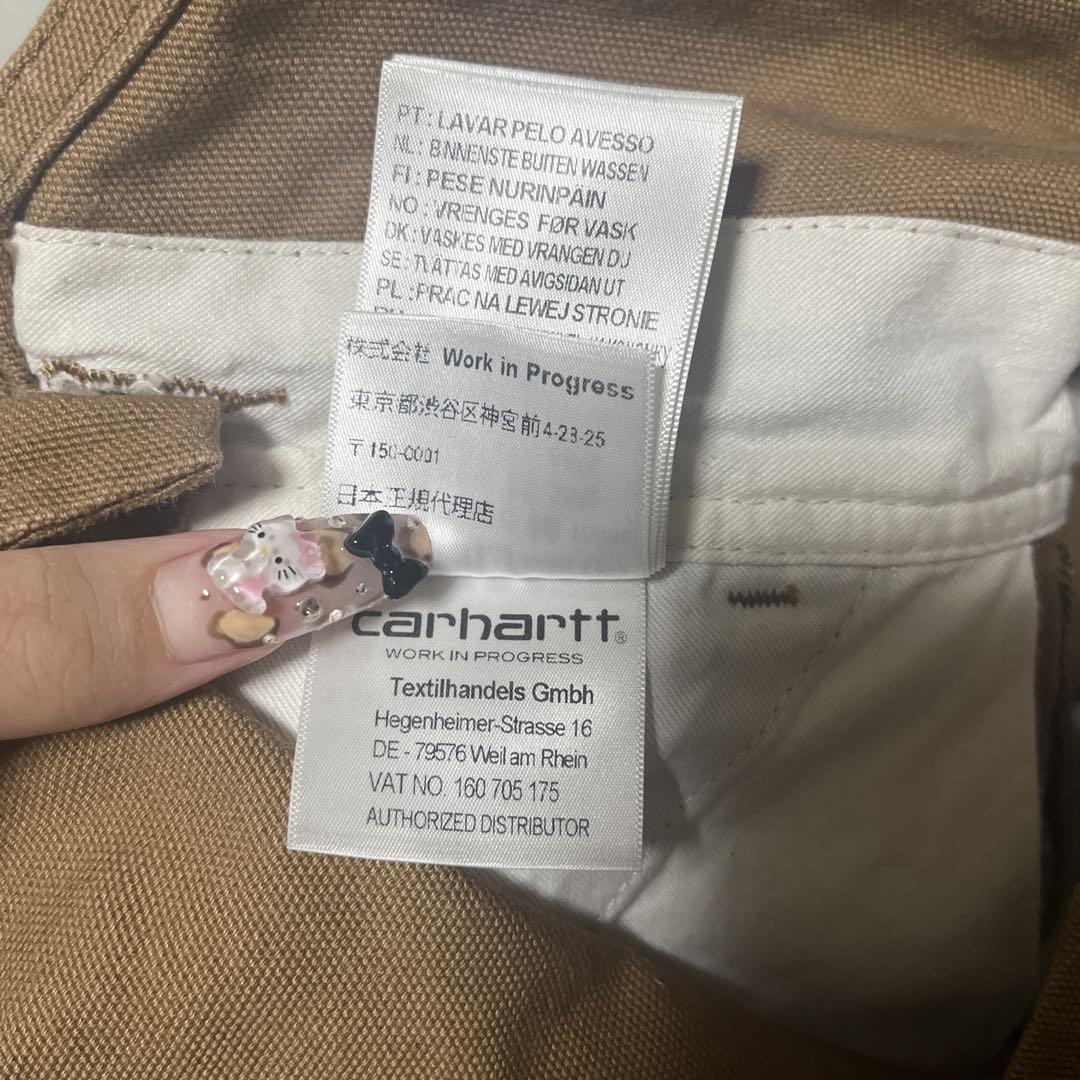 PT : LAVAR PELO AVESSO
NL : BINNENSTE BUITEN WASSEN
FI : PESE NURINPAIN
NO : VRENGES FØR VASK
DK : VASKES MED VRANGEN DJ
SE : TVÄTTAS MED AVIGSIDAN UT
PL : PRAC NA LEWEJ STRONIE
株式会社 Work in Progress
東京都渋谷区神宮前4-23-25
〒150-0001
日本正規代理店
carhartt®
WORK IN PROGRESS
Textilhandels Gmbh
Hegenheimer-Strasse 16
DE - 79576 Weil am Rhein
VAT NO. 160 705 175
AUTHORIZED DISTRIBUTOR